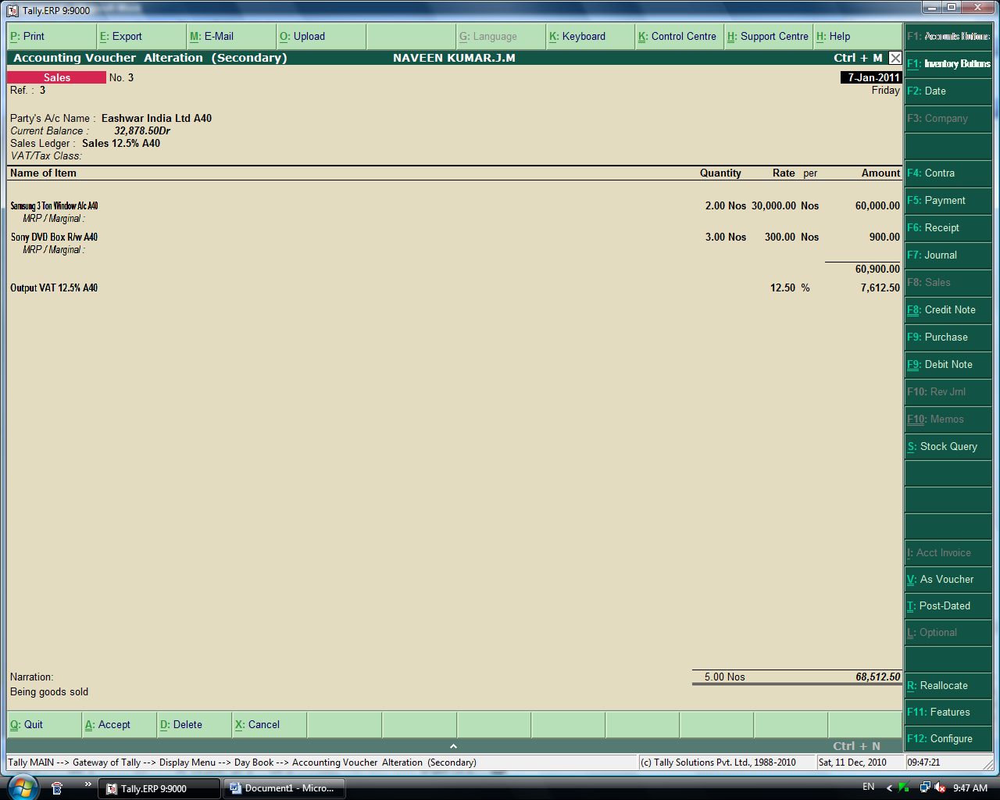 Tally.ERP 9:9000
P: Print E: Export M: E-Mail O: Upload G: Language K: Keyboard K: Control Centre H: Support Centre H: Help
Accounting Voucher Alteration (Secondary) NAVEEN KUMAR.J.M Ctrl + M
Sales No. 3 7-Jan-2011
Ref. : 3 Friday
Party's A/c Name : Eashwar India Ltd A40
Current Balance : 32,878.50Dr
Sales Ledger : Sales 12.5% A40
VAT/Tax Class:
Name of Item Quantity Rate per Amount
Samsung 3 Ton Window A/c A40 2.00 Nos 30,000.00 Nos 60,000.00
MRP / Marginal :
Sony DVD Box R/w A40 3.00 Nos 300.00 Nos 900.00
MRP / Marginal :
60,900.00
Output VAT 12.5% A40 12.50 % 7,612.50
Narration: 5.00 Nos 68,512.50
Being goods sold
Q: Quit A: Accept D: Delete X: Cancel
Ctrl + N
F1: Accounts Buttons
F1: Inventory Buttons
F2: Date
F3: Company
F4: Contra
F5: Payment
F6: Receipt
F7: Journal
F8: Sales
F8: Credit Note
F9: Purchase
F9: Debit Note
F10: Rev Jrnl
F10: Memos
S: Stock Query
I: Acct Invoice
V: As Voucher
T: Post-Dated
L: Optional
R: Reallocate
F11: Features
F12: Configure
Tally MAIN --> Gateway of Tally --> Display Menu --> Day Book --> Accounting Voucher Alteration (Secondary) (c) Tally Solutions Pvt. Ltd., 1988-2010 Sat, 11 Dec, 2010 09:47:21
Tally.ERP 9:9000 Document1 - Micro... EN 9:47 AM